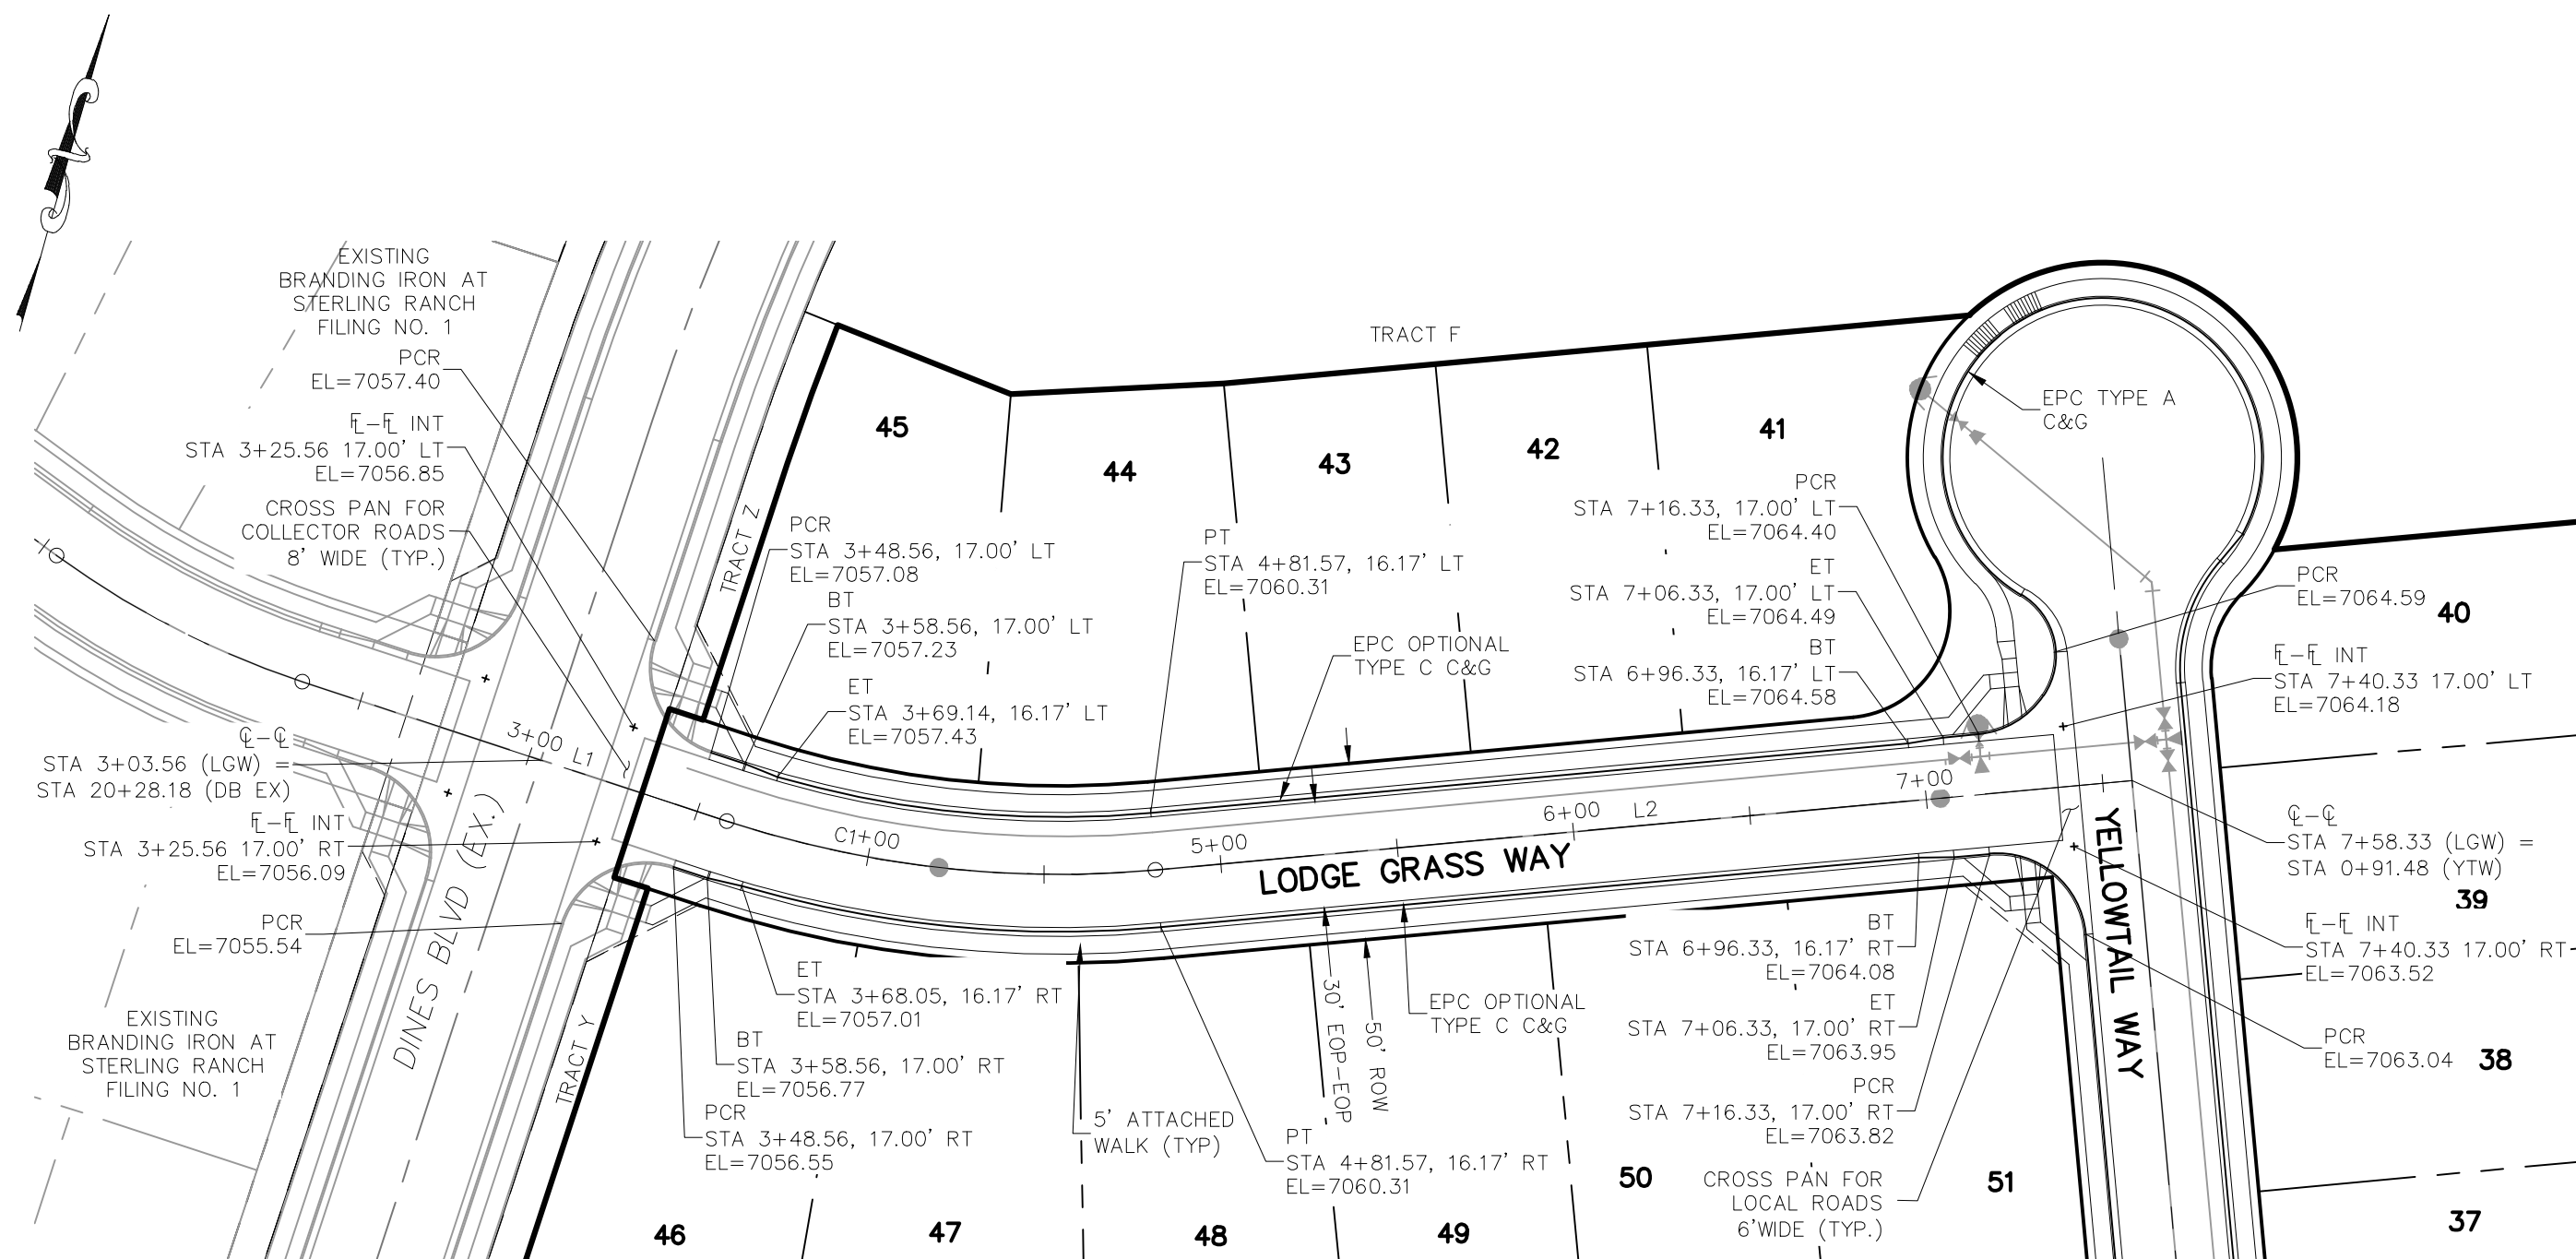 EXISTING
BRANDING IRON AT
STERLING RANCH
FILING NO. 1
PCR
EL=7057.40
℄-℄ INT
STA 3+25.56 17.00' LT
EL=7056.85
CROSS PAN FOR
COLLECTOR ROADS
8' WIDE (TYP.)
℄-℄
STA 3+03.56 (LGW) =
STA 20+28.18 (DB EX)
℄-℄ INT
STA 3+25.56 17.00' RT
EL=7056.09
PCR
EL=7055.54
EXISTING
BRANDING IRON AT
STERLING RANCH
FILING NO. 1
DINES BLVD (EX.)
TRACT Z
TRACT Y
3+00 L1
PCR
STA 3+48.56, 17.00' LT
EL=7057.08
BT
STA 3+58.56, 17.00' LT
EL=7057.23
ET
STA 3+69.14, 16.17' LT
EL=7057.43
45
44
43
42
41
TRACT F
PT
STA 4+81.57, 16.17' LT
EL=7060.31
EPC OPTIONAL
TYPE C C&G
PCR
STA 7+16.33, 17.00' LT
EL=7064.40
ET
STA 7+06.33, 17.00' LT
EL=7064.49
BT
STA 6+96.33, 16.17' LT
EL=7064.58
EPC TYPE A
C&G
PCR
EL=7064.59
40
℄-℄ INT
STA 7+40.33 17.00' LT
EL=7064.18
C1+00
5+00
6+00
L2
7+00
LODGE GRASS WAY
YELLOWTAIL WAY
℄-℄
STA 7+58.33 (LGW) =
STA 0+91.48 (YTW)
39
℄-℄ INT
STA 7+40.33 17.00' RT
EL=7063.52
PCR
EL=7063.04
38
37
ET
STA 3+68.05, 16.17' RT
EL=7057.01
BT
STA 3+58.56, 17.00' RT
EL=7056.77
PCR
STA 3+48.56, 17.00' RT
EL=7056.55
5' ATTACHED
WALK (TYP)
30' EOP-EOP
50' ROW
EPC OPTIONAL
TYPE C C&G
PT
STA 4+81.57, 16.17' RT
EL=7060.31
BT
STA 6+96.33, 16.17' RT
EL=7064.08
ET
STA 7+06.33, 17.00' RT
EL=7063.95
PCR
STA 7+16.33, 17.00' RT
EL=7063.82
CROSS PAN FOR
LOCAL ROADS
6'WIDE (TYP.)
46
47
48
49
50
51